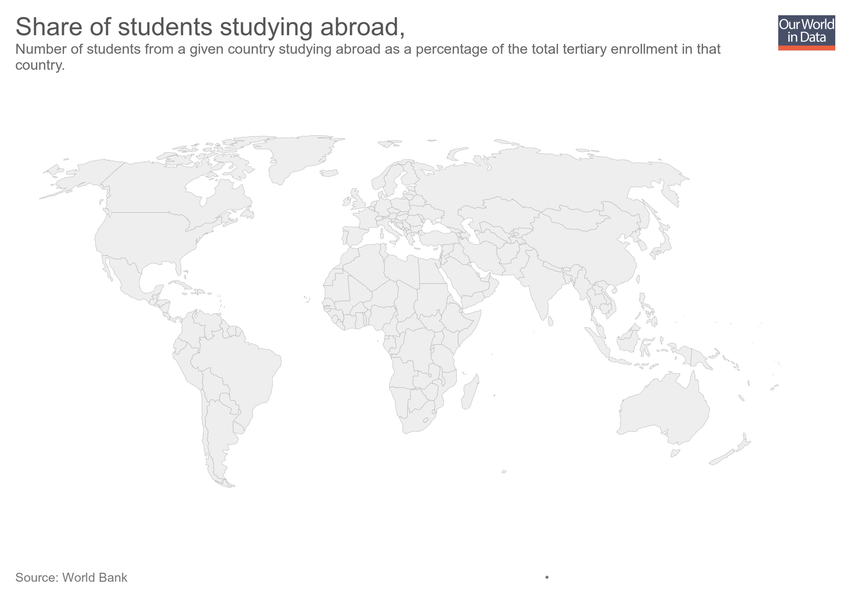 Share of students studying abroad,
Our World
in Data
Number of students from a given country studying abroad as a percentage of the total tertiary enrollment in that
country.
Source: World Bank
•